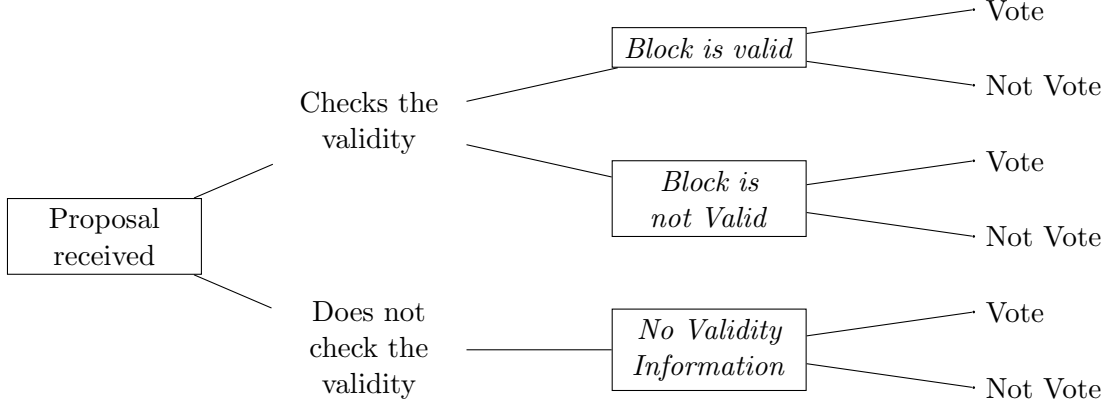 Proposal
received
Checks the
validity
Does not
check the
validity
Block is valid
Block is
not Valid
No Validity
Information
Vote
Not Vote
Vote
Not Vote
Vote
Not Vote